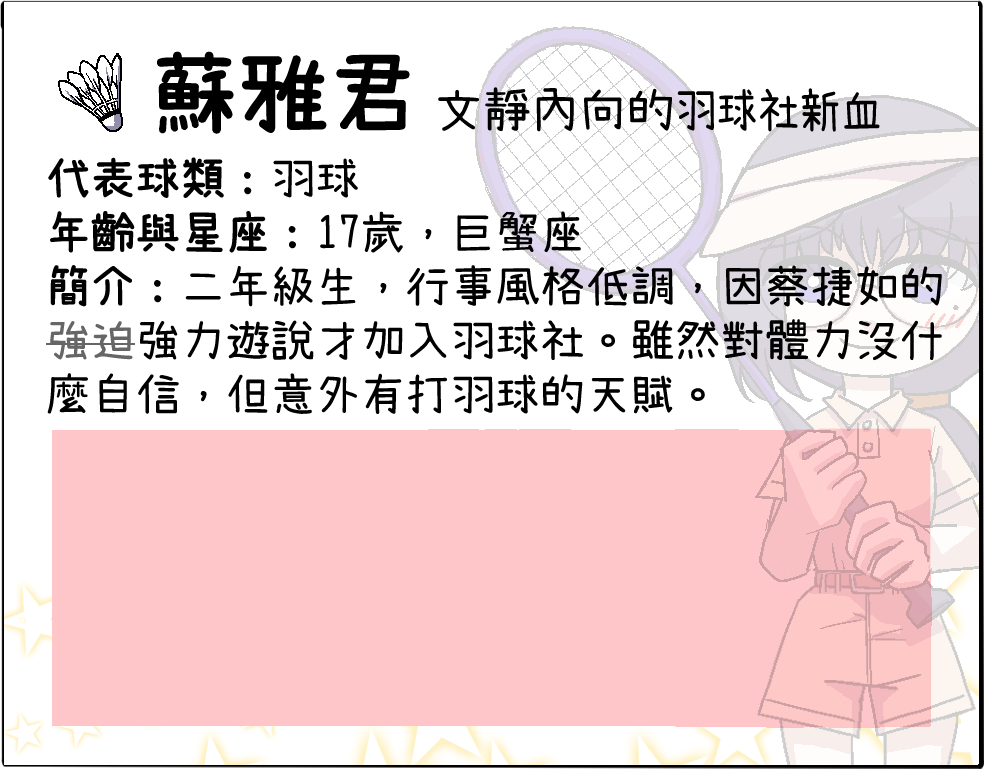 蘇雅君 文靜內向的羽球社新血
代表球類：羽球
年齡與星座：17歲，巨蟹座
簡介：二年級生，行事風格低調，因蔡捷如的
強迫強力遊說才加入羽球社。雖然對體力沒什
麼自信，但意外有打羽球的天賦。